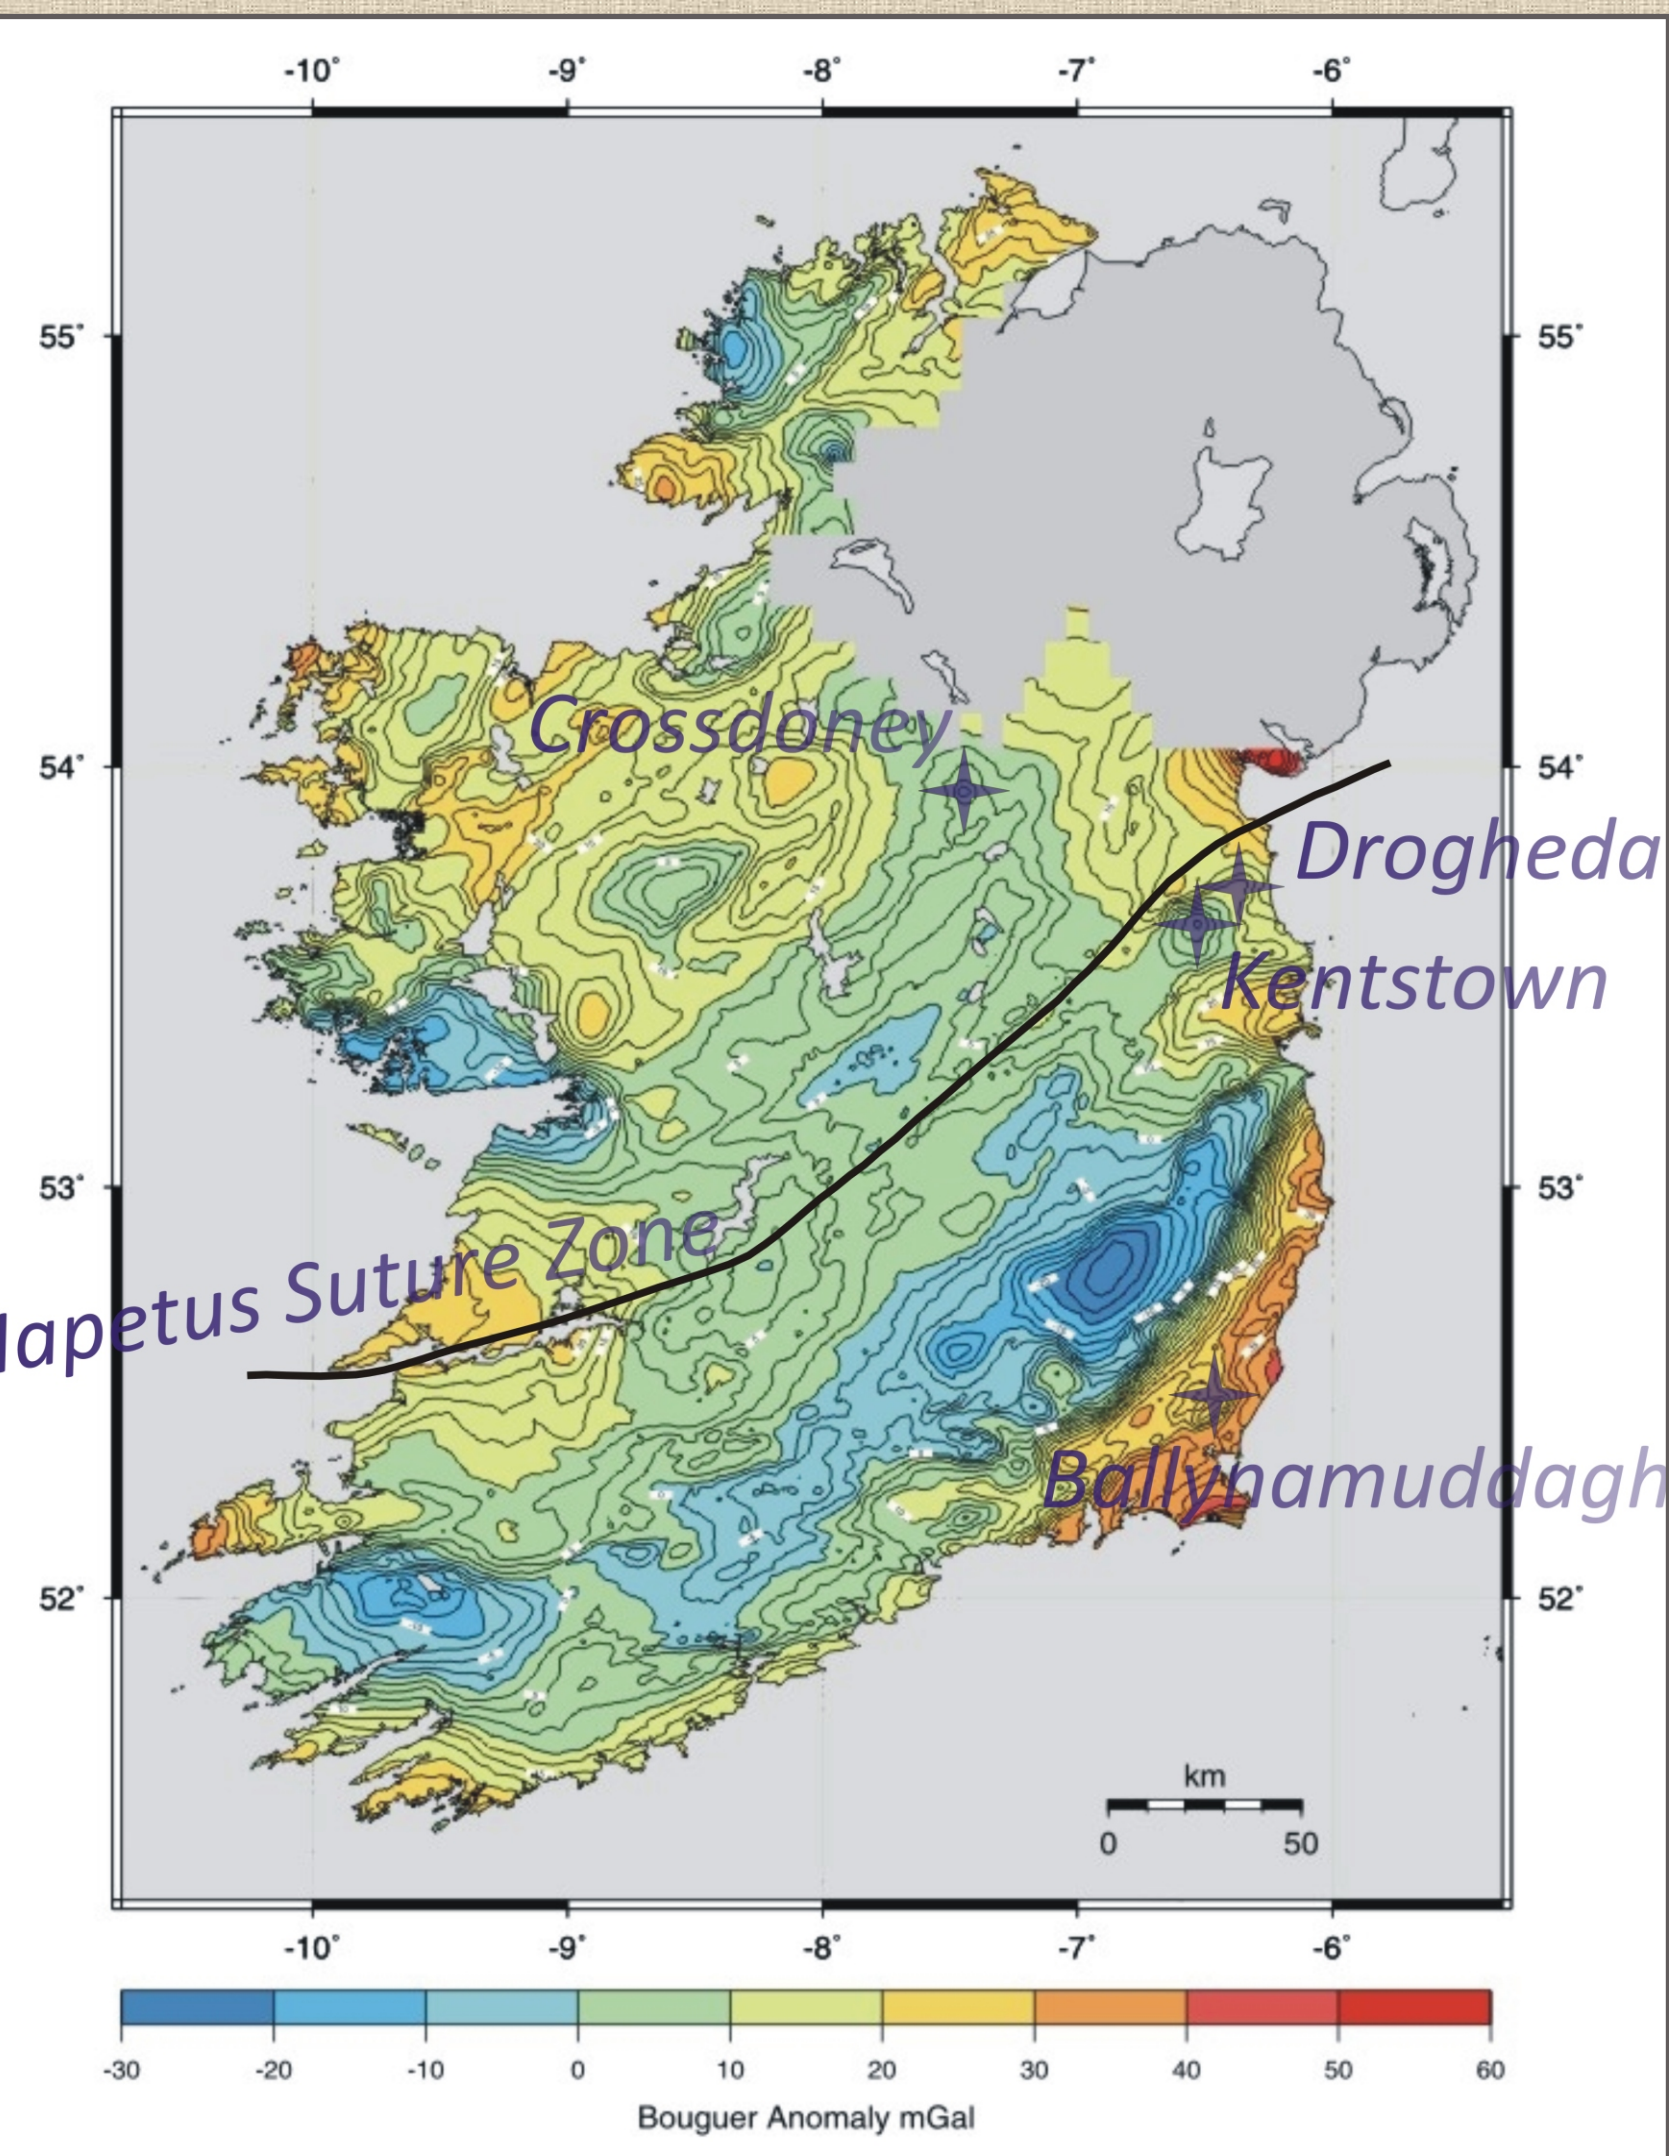 -10° -9° -8° -7° -6°
55° 55°
Crossdoney
54° 54°
Drogheda
Kentstown
53° 53°
Iapetus Suture Zone
Ballynamuddagh
52° 52°
km
0 50
-10° -9° -8° -7° -6°
-30 -20 -10 0 10 20 30 40 50 60
Bouguer Anomaly mGal